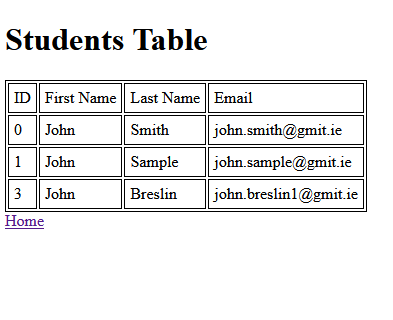 Students Table
ID First Name Last Name Email
0 John Smith john.smith@gmit.ie
1 John Sample john.sample@gmit.ie
3 John Breslin john.breslin1@gmit.ie
Home